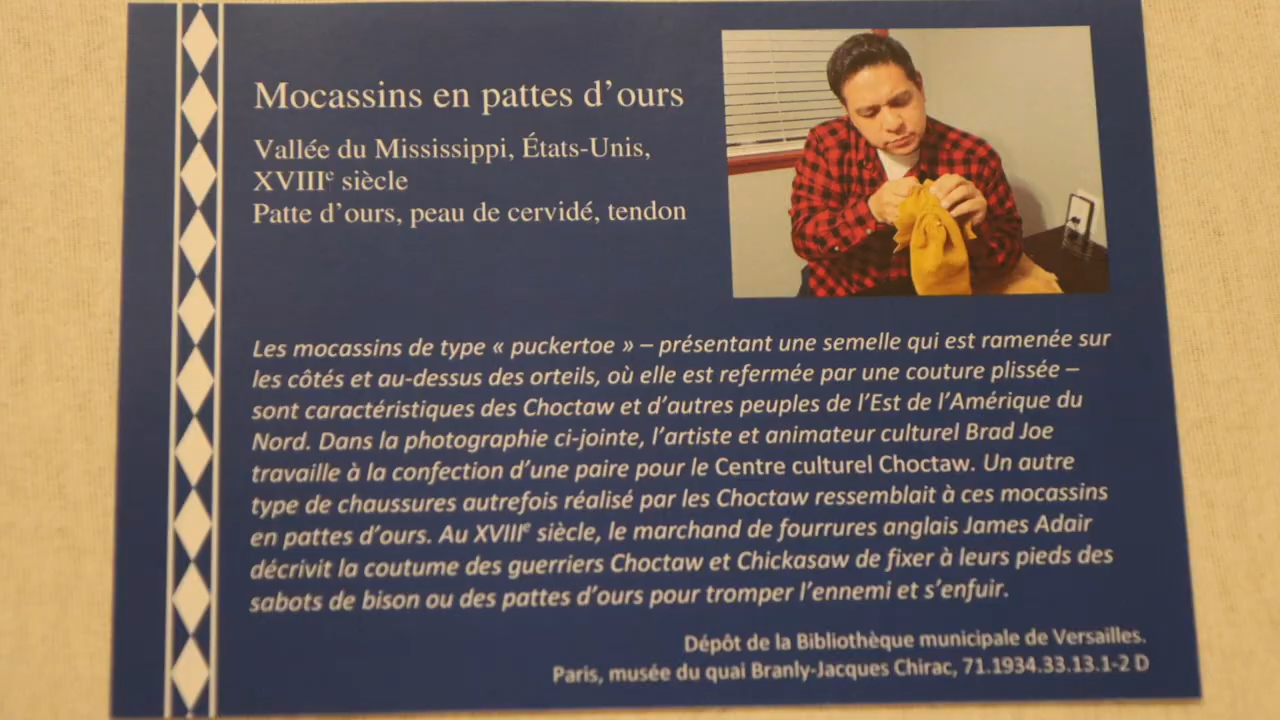 Mocassins en pattes d'ours
Vallée du Mississippi, États-Unis,
XVIIIe siècle
Patte d'ours, peau de cervidé, tendon
Les mocassins de type « puckertoe » – présentant une semelle qui est ramenée sur
les côtés et au-dessus des orteils, où elle est refermée par une couture plissée –
sont caractéristiques des Choctaw et d'autres peuples de l'Est de l'Amérique du
Nord. Dans la photographie ci-jointe, l'artiste et animateur culturel Brad Joe
travaille à la confection d'une paire pour le Centre culturel Choctaw. Un autre
type de chaussures autrefois réalisé par les Choctaw ressemblait à ces mocassins
en pattes d'ours. Au XVIIIe siècle, le marchand de fourrures anglais James Adair
décrivit la coutume des guerriers Choctaw et Chickasaw de fixer à leurs pieds des
sabots de bison ou des pattes d'ours pour tromper l'ennemi et s'enfuir.
Dépôt de la Bibliothèque municipale de Versailles.
Paris, musée du quai Branly-Jacques Chirac, 71.1934.33.13.1-2 D